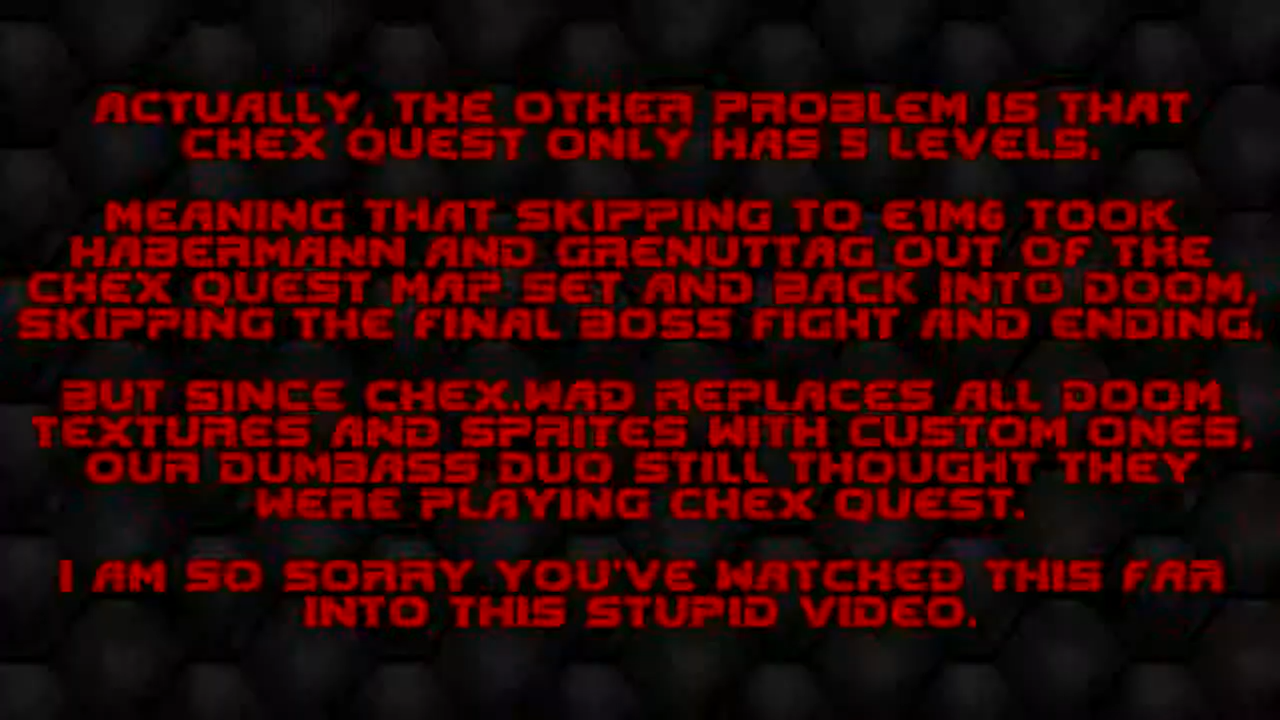 ACTUALLY, THE OTHER PROBLEM IS THAT
CHEX QUEST ONLY HAS 5 LEVELS.
MEANING THAT SKIPPING TO E1M6 TOOK
HABERMANN AND GRENUTTAG OUT OF THE
CHEX QUEST MAP SET AND BACK INTO DOOM,
SKIPPING THE FINAL BOSS FIGHT AND ENDING.
BUT SINCE CHEX.WAD REPLACES ALL DOOM
TEXTURES AND SPRITES WITH CUSTOM ONES,
OUR DUMBASS DUO STILL THOUGHT THEY
WERE PLAYING CHEX QUEST.
I AM SO SORRY YOU'VE WATCHED THIS FAR
INTO THIS STUPID VIDEO.